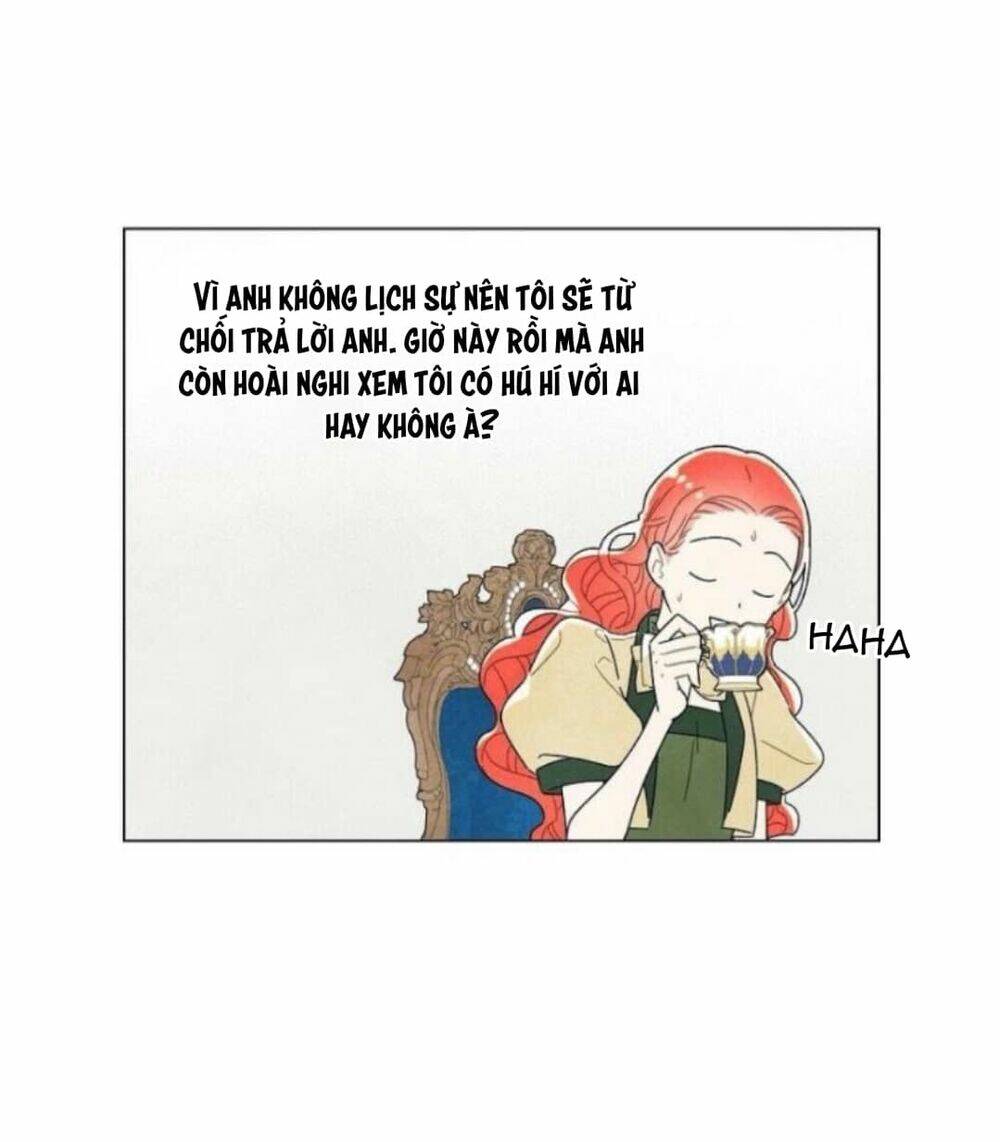 VÌ ANH KHÔNG LỊCH SỰ NÊN TÔI SẼ TỪ
CHỐI TRẢ LỜI ANH. GIỜ NÀY RỒI MÀ ANH
CÒN HOÀI NGHI XEM TÔI CÓ HÚ HÍ VỚI AI
HAY KHÔNG À?
HAHA